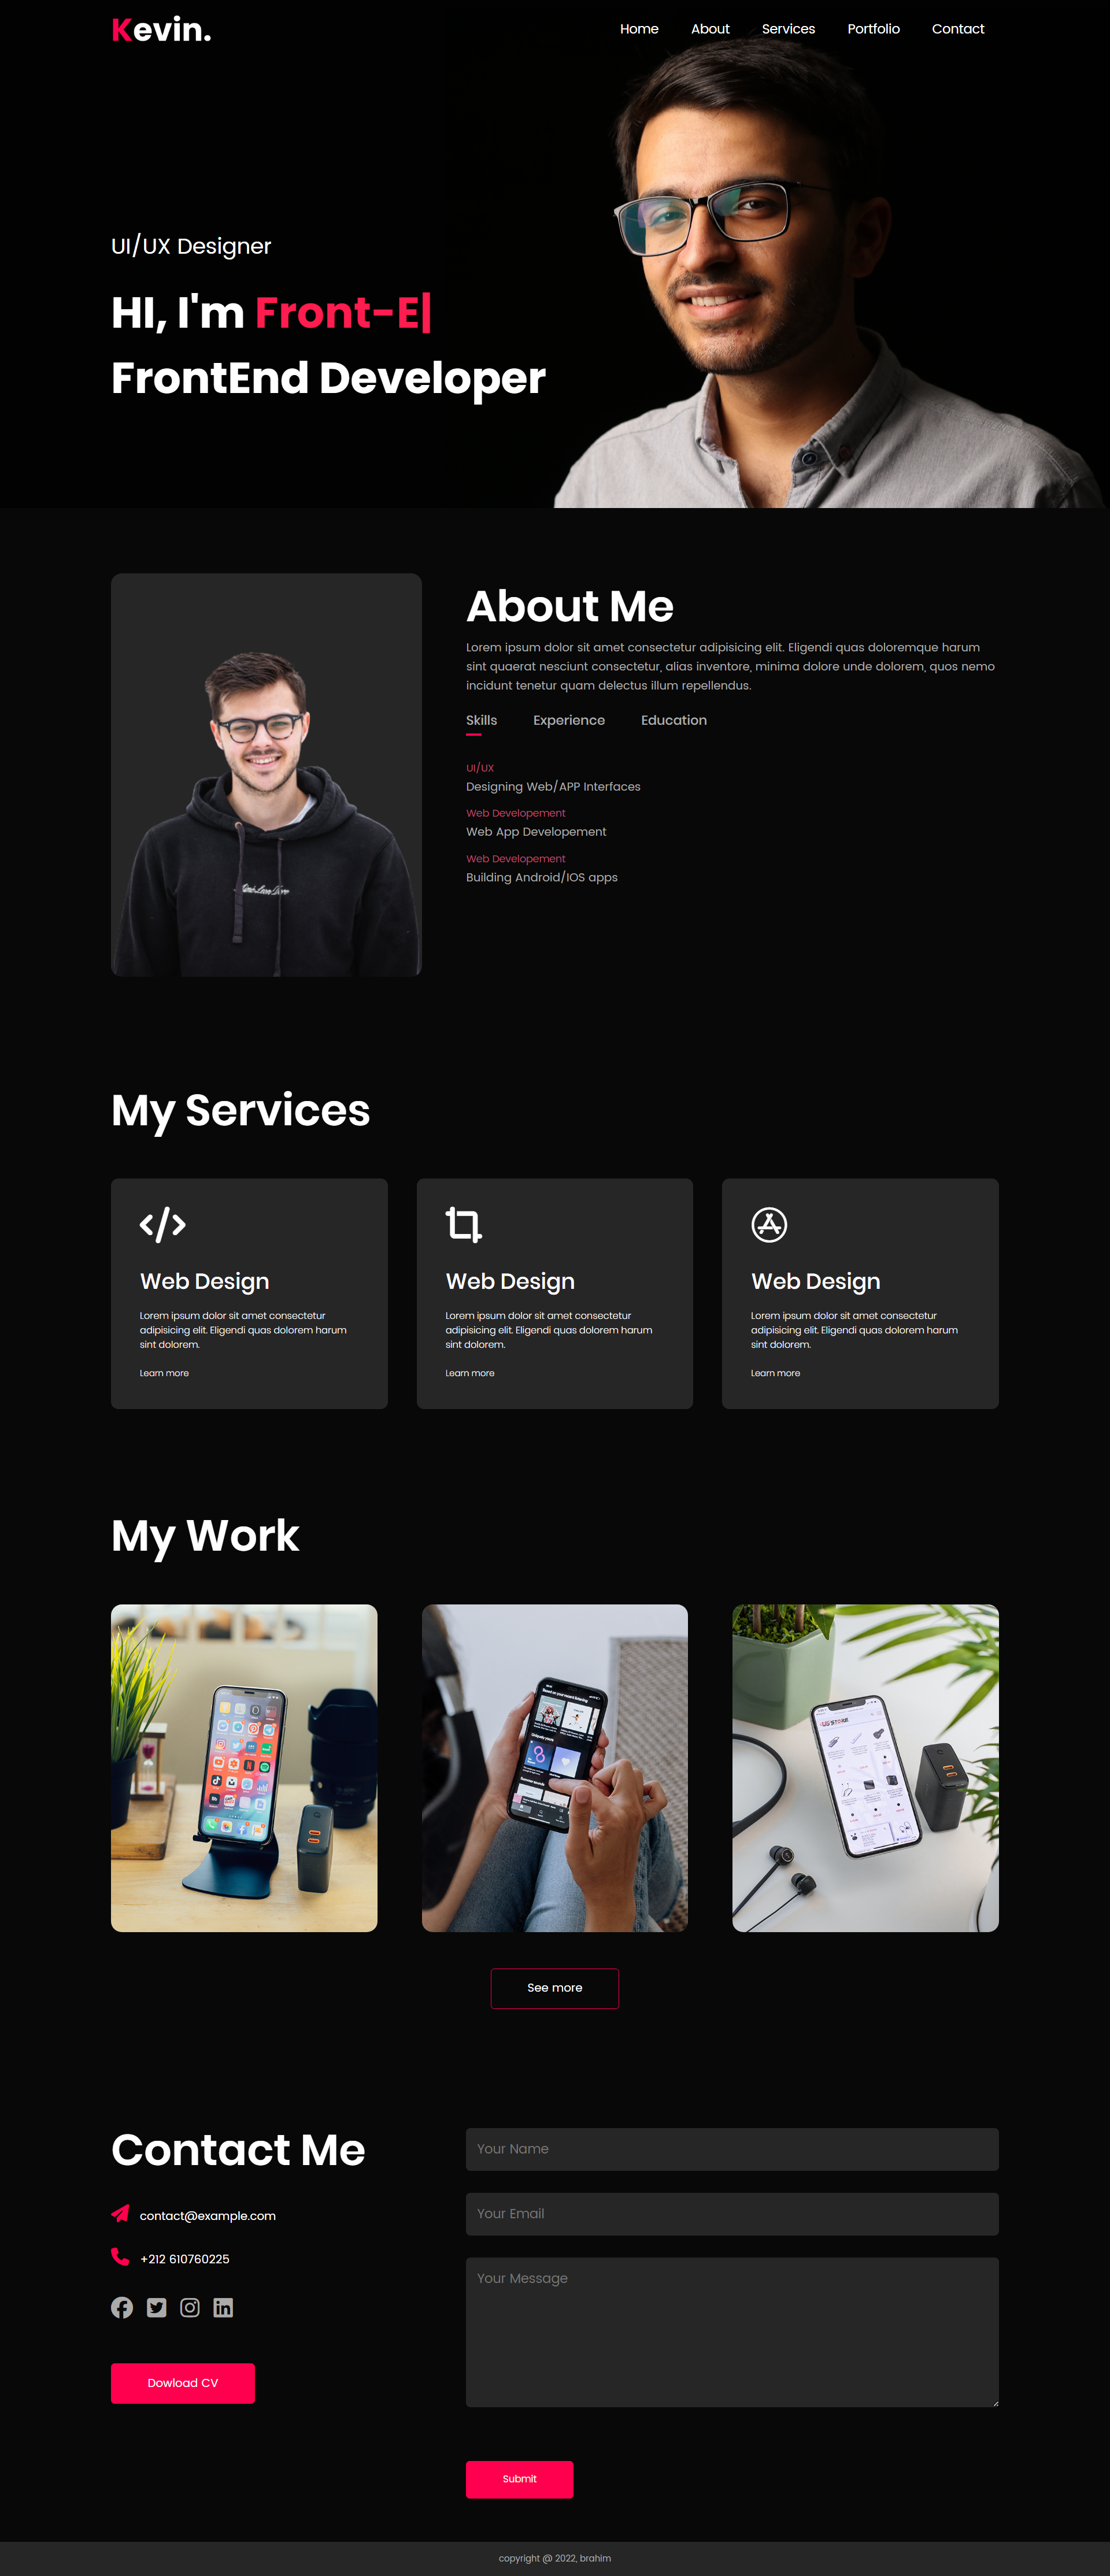 Kevin.
Home About Services Portfolio Contact
UI/UX Designer
HI, I'm Front-E|
FrontEnd Developer
About Me
Lorem ipsum dolor sit amet consectetur adipisicing elit. Eligendi quas doloremque harum
sint quaerat nesciunt consectetur, alias inventore, minima dolore unde dolorem, quos nemo
incidunt tenetur quam delectus illum repellendus.
Skills Experience Education
UI/UX
Designing Web/APP Interfaces
Web Developement
Web App Developement
Web Developement
Building Android/IOS apps
My Services
Web Design
Lorem ipsum dolor sit amet consectetur
adipisicing elit. Eligendi quas dolorem harum
sint dolorem.
Learn more
Web Design
Lorem ipsum dolor sit amet consectetur
adipisicing elit. Eligendi quas dolorem harum
sint dolorem.
Learn more
Web Design
Lorem ipsum dolor sit amet consectetur
adipisicing elit. Eligendi quas dolorem harum
sint dolorem.
Learn more
My Work
See more
Contact Me
contact@example.com
+212 610760225
Dowload CV
Your Name
Your Email
Your Message
Submit
copyright @ 2022, brahim